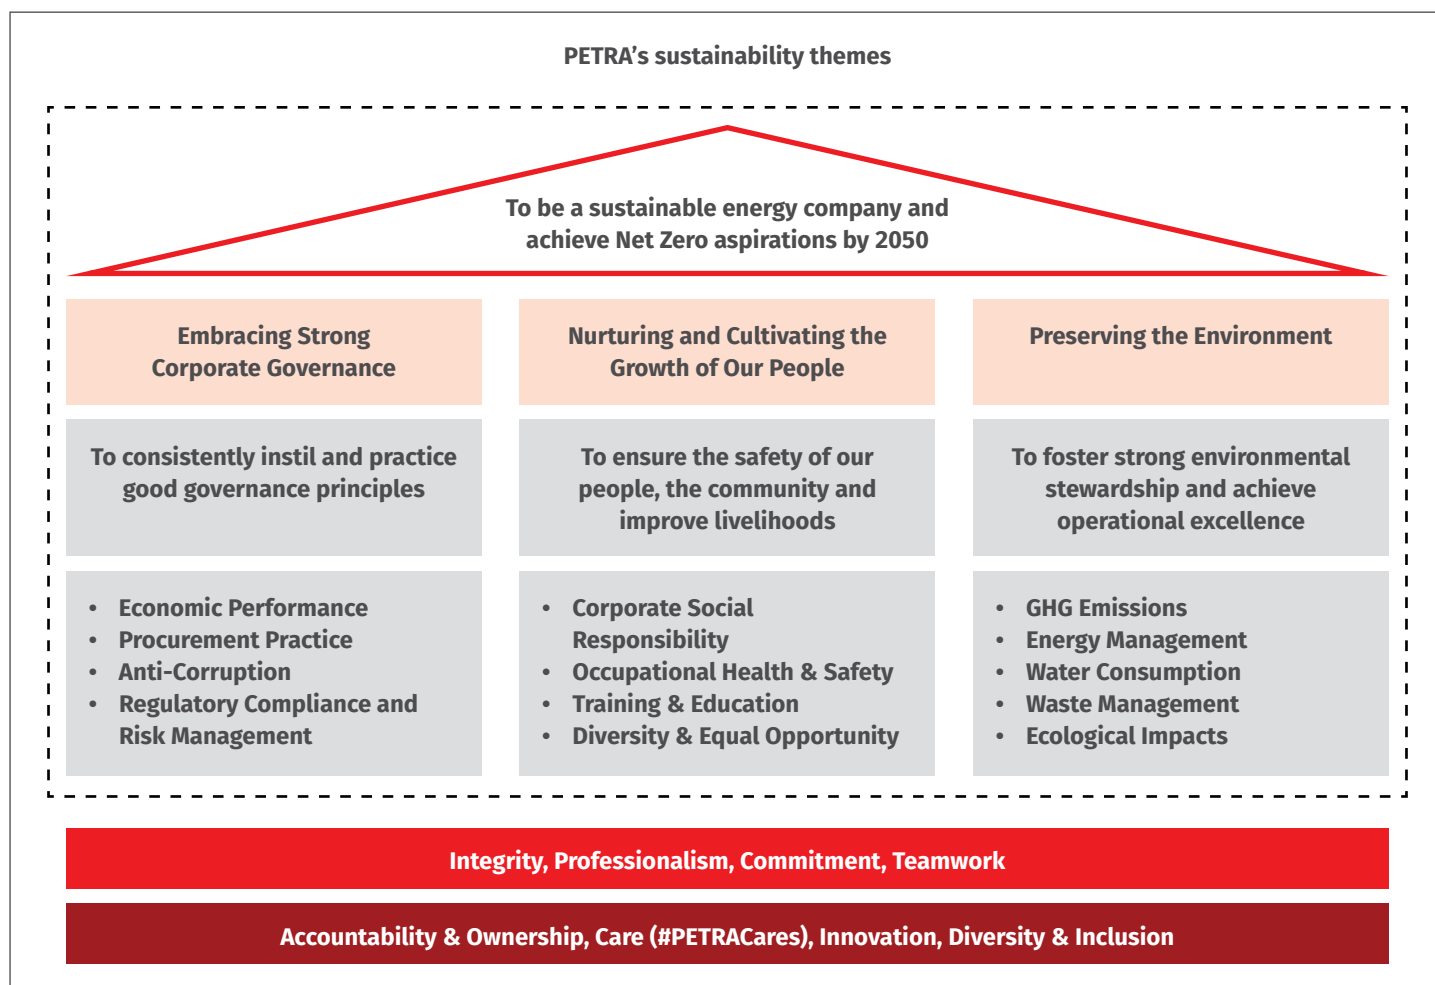 PETRA’s sustainability themes
To be a sustainable energy company and
achieve Net Zero aspirations by 2050
Embracing Strong
Corporate Governance
To consistently instil and practice
good governance principles
• Economic Performance
• Procurement Practice
• Anti-Corruption
• Regulatory Compliance and
Risk Management
Nurturing and Cultivating the
Growth of Our People
To ensure the safety of our
people, the community and
improve livelihoods
• Corporate Social
Responsibility
• Occupational Health & Safety
• Training & Education
• Diversity & Equal Opportunity
Preserving the Environment
To foster strong environmental
stewardship and achieve
operational excellence
• GHG Emissions
• Energy Management
• Water Consumption
• Waste Management
• Ecological Impacts
Integrity, Professionalism, Commitment, Teamwork
Accountability & Ownership, Care (#PETRACares), Innovation, Diversity & Inclusion